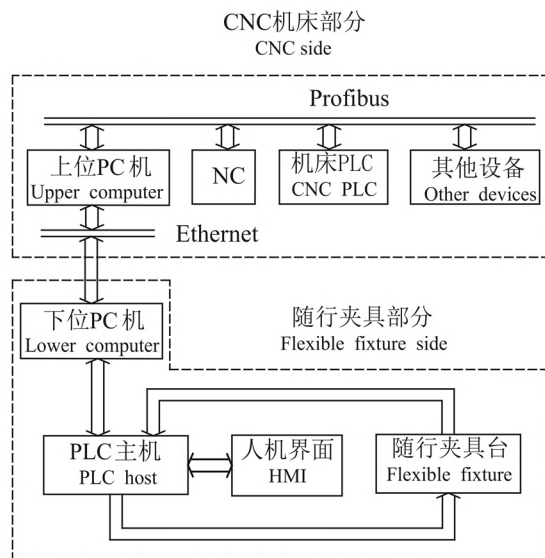 CNC机床部分
CNC side
Profibus
上位PC机
Upper computer
NC
机床PLC
CNC PLC
其他设备
Other devices
Ethernet
下位PC机
Lower computer
随行夹具部分
Flexible fixture side
PLC主机
PLC host
人机界面
HMI
随行夹具台
Flexible fixture